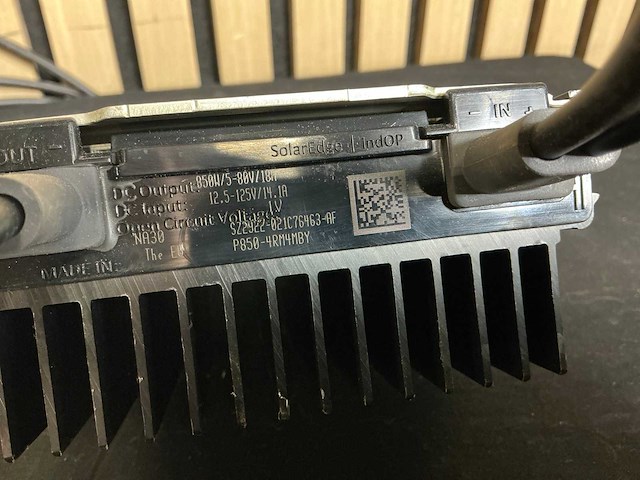 OUT -
- IN +
SolarEdge | indOP
DC Output: 850W/5-80V/18A
DC Input: 12.5-125V/14.1A
Open Circuit Voltage: 1V
SZ2922-021C76463-AF
NA30
P850-4RM4MBY
The EU
MADE IN: